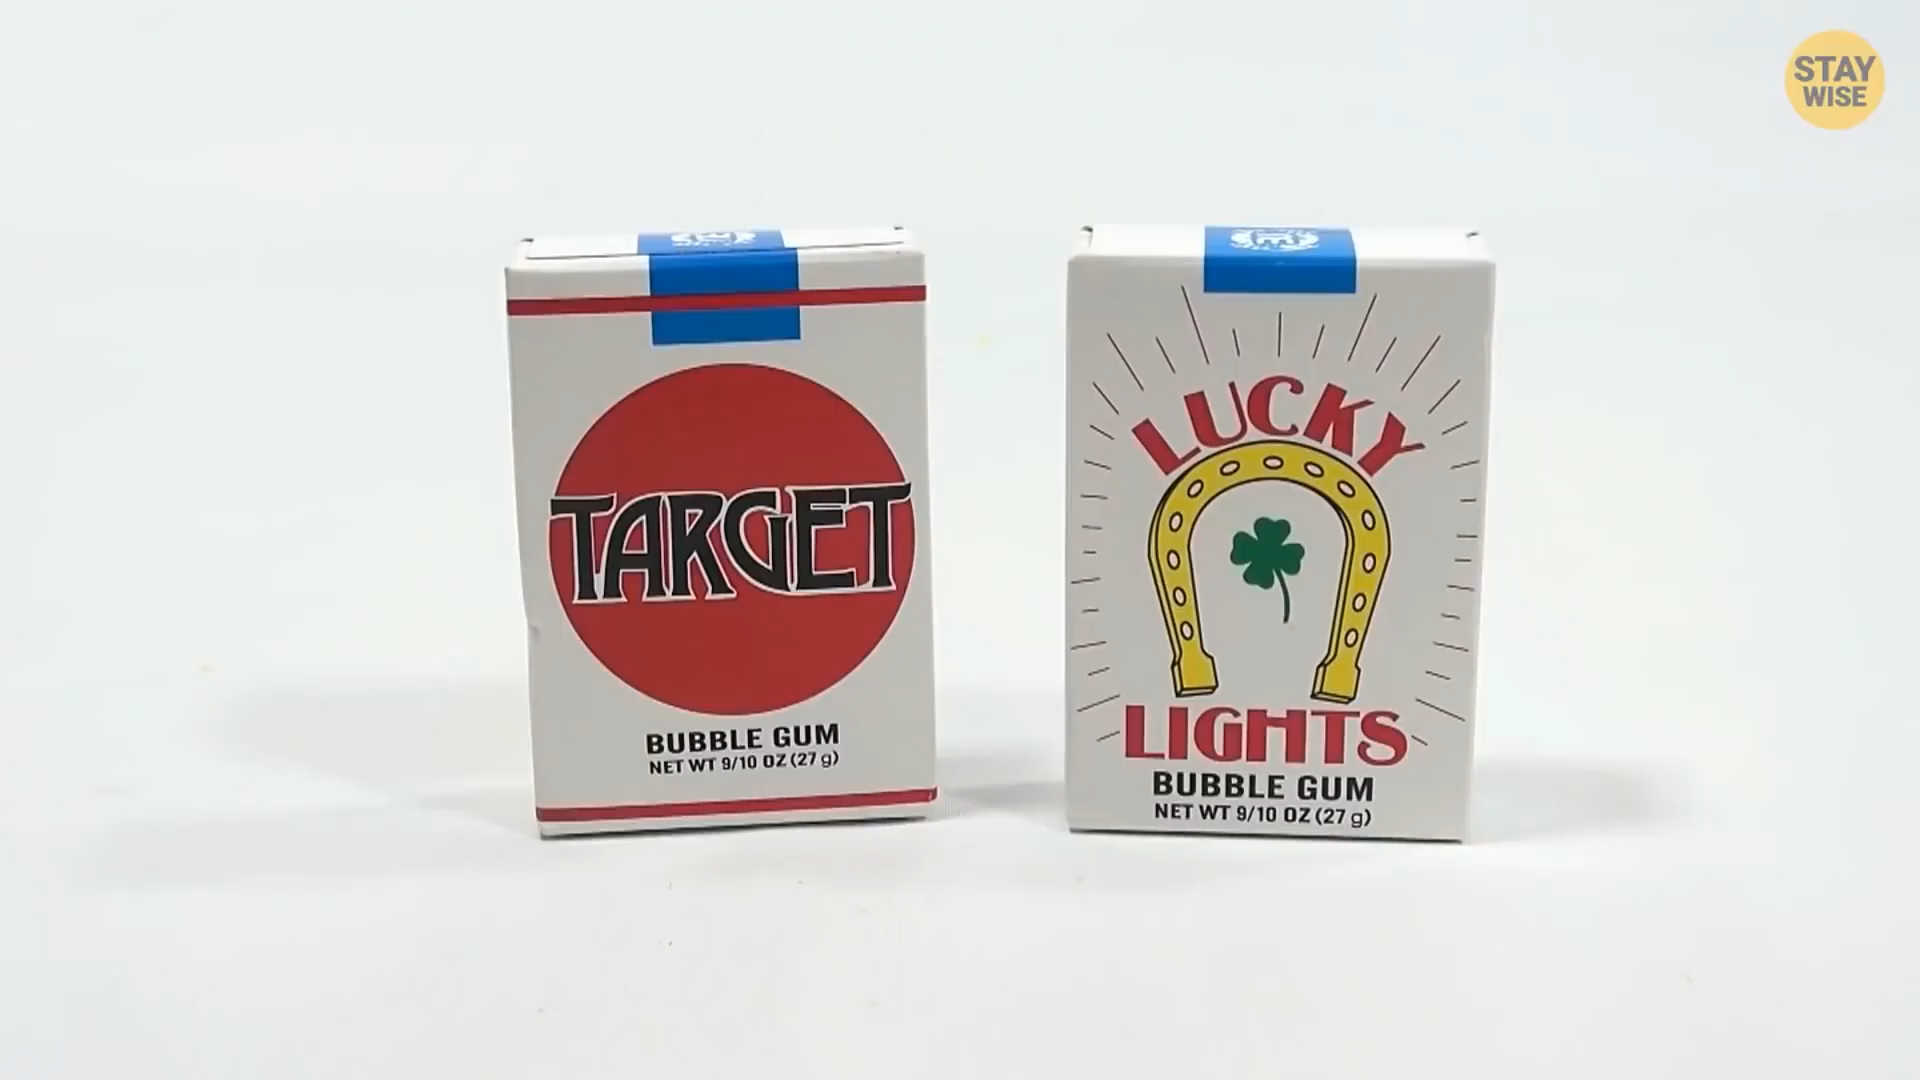 STAY
WISE
TARGET
BUBBLE GUM
NET WT 9/10 OZ (27 g)
LUCKY
LIGHTS
BUBBLE GUM
NET WT 9/10 OZ (27 g)